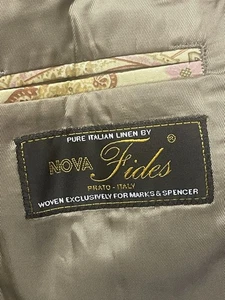 PURE ITALIAN LINEN BY
NOVA Fides ®
PRATO - ITALY
WOVEN EXCLUSIVELY FOR MARKS & SPENCER